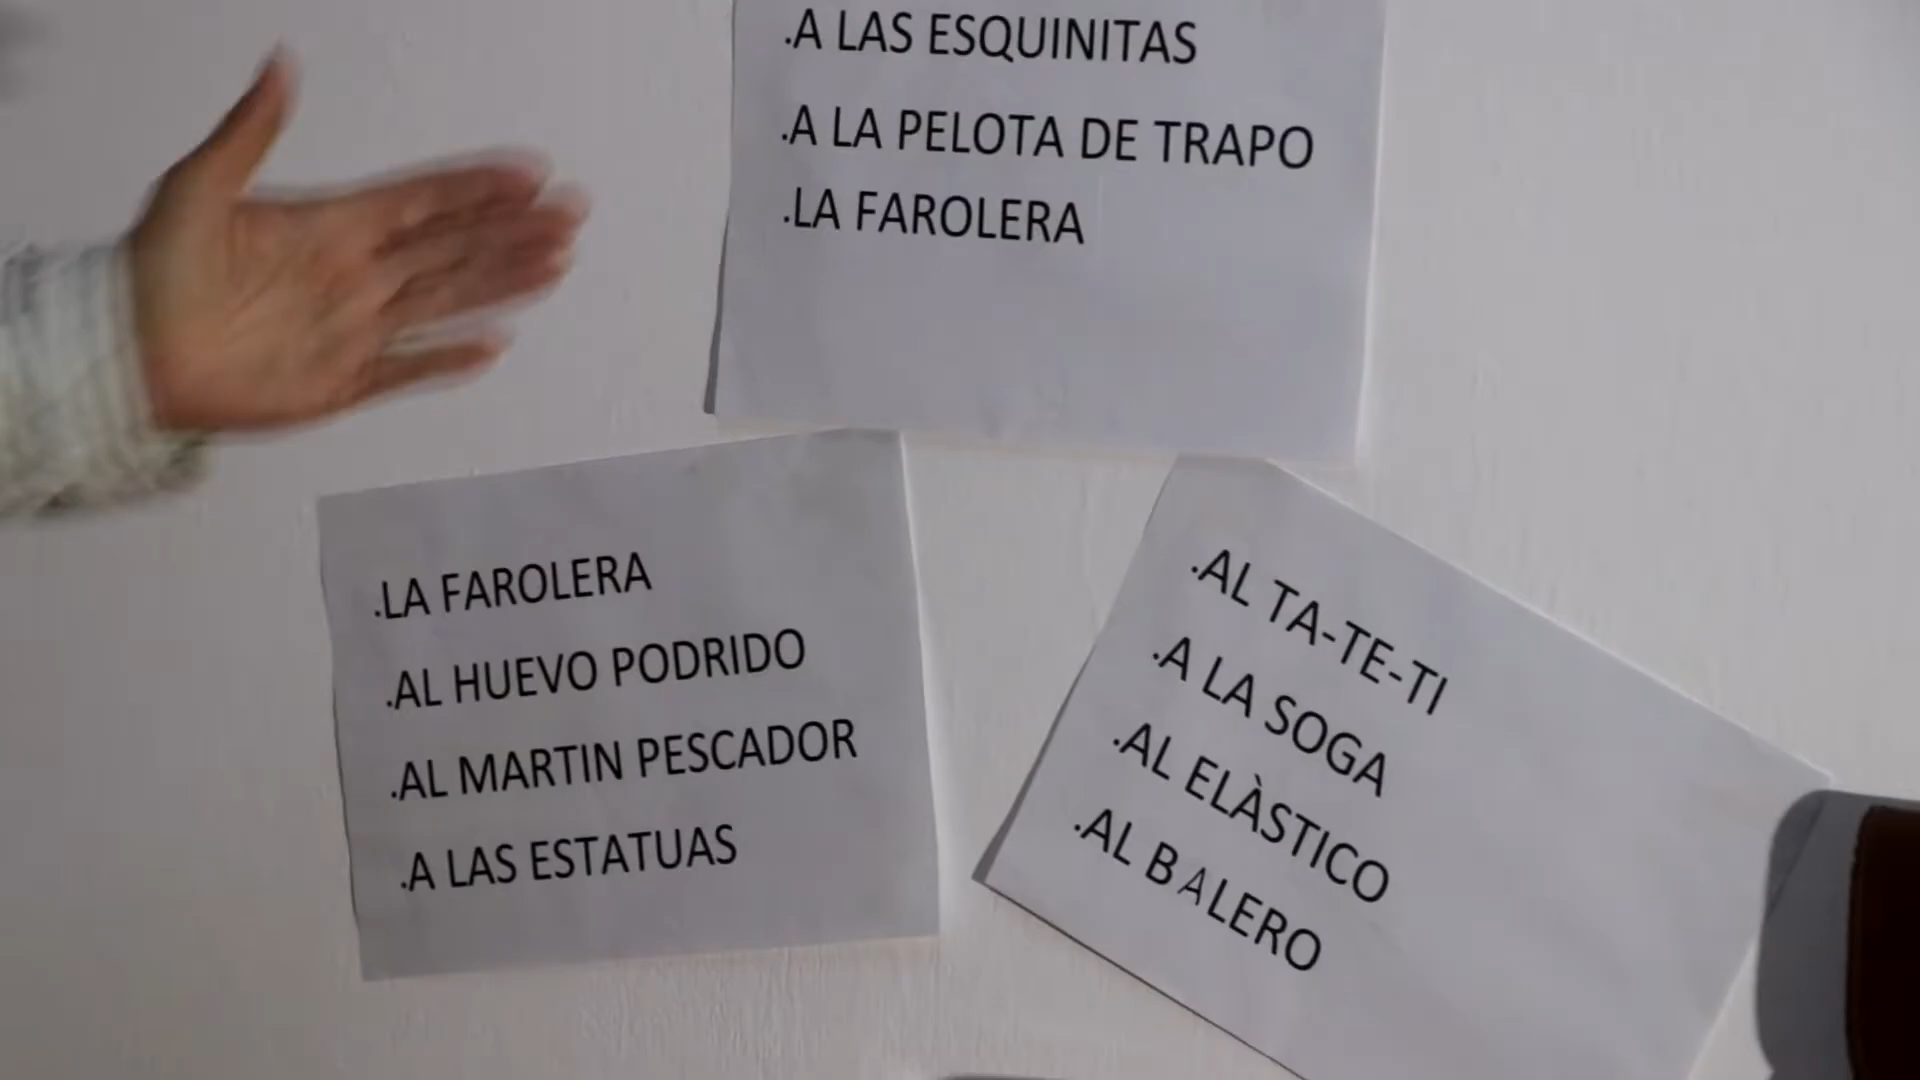 .A LAS ESQUINITAS
.A LA PELOTA DE TRAPO
.LA FAROLERA
.LA FAROLERA
.AL HUEVO PODRIDO
.AL MARTIN PESCADOR
.A LAS ESTATUAS
.AL TA-TE-TI
.A LA SOGA
.AL ELÀSTICO
.AL BALERO